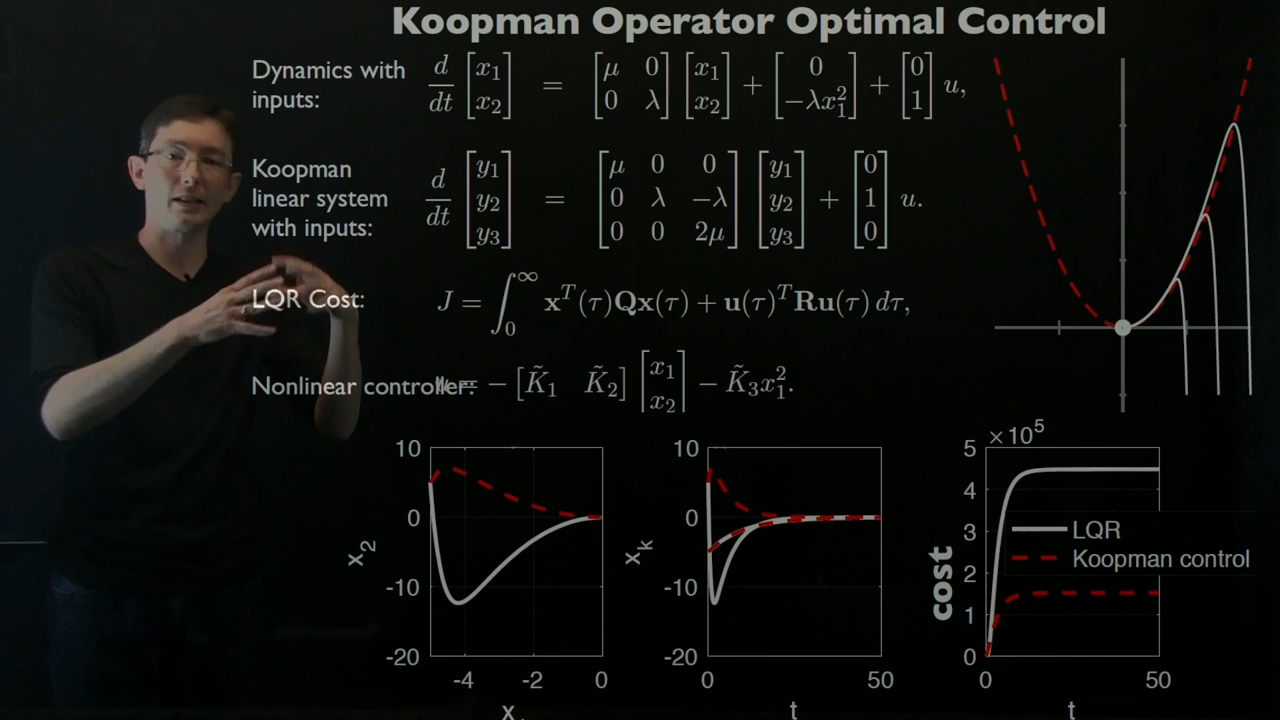 Koopman Operator Optimal Control
Dynamics with
inputs:
d/dt [x₁; x₂] = [μ 0; 0 λ] [x₁; x₂] + [0; −λx₁²] + [0; 1] u,
Koopman
linear system
with inputs:
d/dt [y₁; y₂; y₃] = [μ 0 0; 0 λ −λ; 0 0 2μ] [y₁; y₂; y₃] + [0; 1; 0] u.
LQR Cost:
J = ∫₀^∞ xᵀ(τ)Qx(τ) + u(τ)ᵀRu(τ) dτ,
Nonlinear controller:
u = − [K̃₁ K̃₂] [x₁; x₂] − K̃₃x₁².
10
0
-10
-20
x₂
-4 -2 0
x
10
0
-10
-20
xₖ
0 50
t
×10⁵
5
4
3
2
1
0
cost
LQR
Koopman control
0 50
t